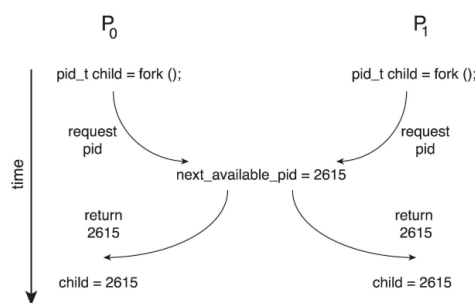 P0 P1
pid_t child = fork (); pid_t child = fork ();
request
pid
request
pid
time
next_available_pid = 2615
return
2615
return
2615
child = 2615 child = 2615